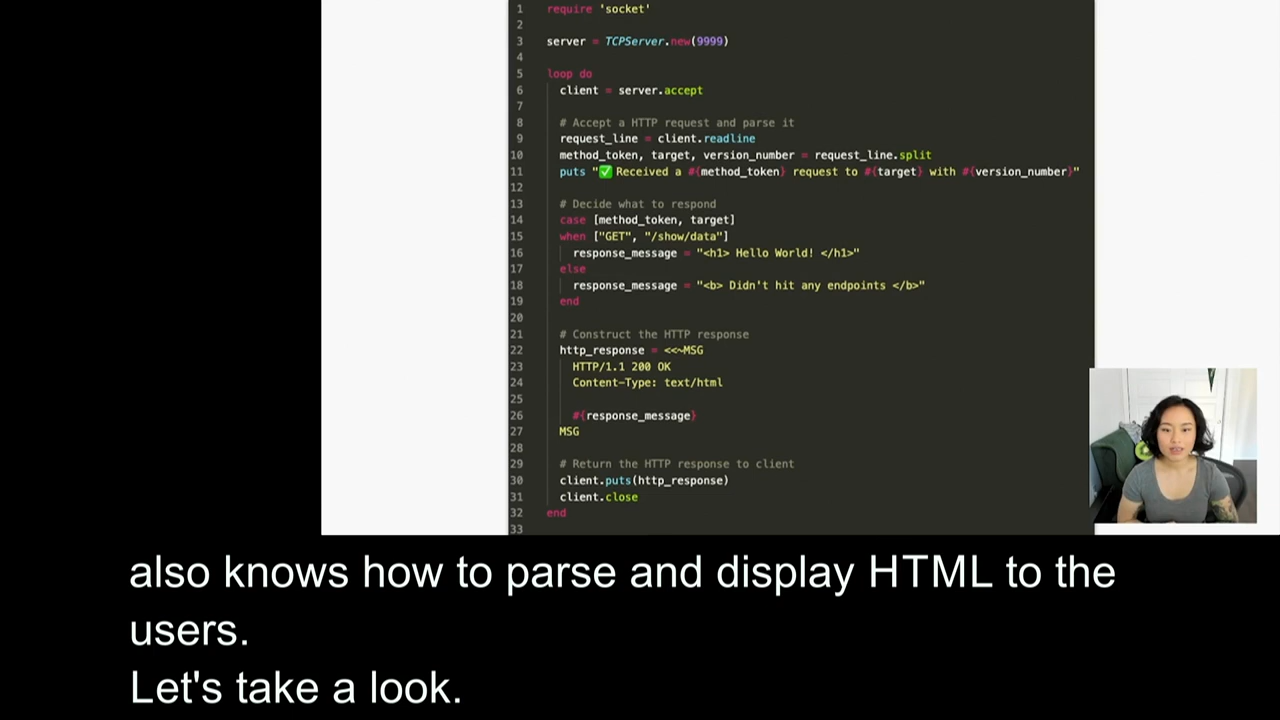 1 require 'socket'
2
3 server = TCPServer.new(9999)
4
5 loop do
6 client = server.accept
7
8 # Accept a HTTP request and parse it
9 request_line = client.readline
10 method_token, target, version_number = request_line.split
11 puts "✅ Received a #{method_token} request to #{target} with #{version_number}"
12
13 # Decide what to respond
14 case [method_token, target]
15 when ["GET", "/show/data"]
16 response_message = "<h1> Hello World! </h1>"
17 else
18 response_message = "<b> Didn't hit any endpoints </b>"
19 end
20
21 # Construct the HTTP response
22 http_response = <<~MSG
23 HTTP/1.1 200 OK
24 Content-Type: text/html
25
26 #{response_message}
27 MSG
28
29 # Return the HTTP response to client
30 client.puts(http_response)
31 client.close
32 end
33
also knows how to parse and display HTML to the
users.
Let's take a look.